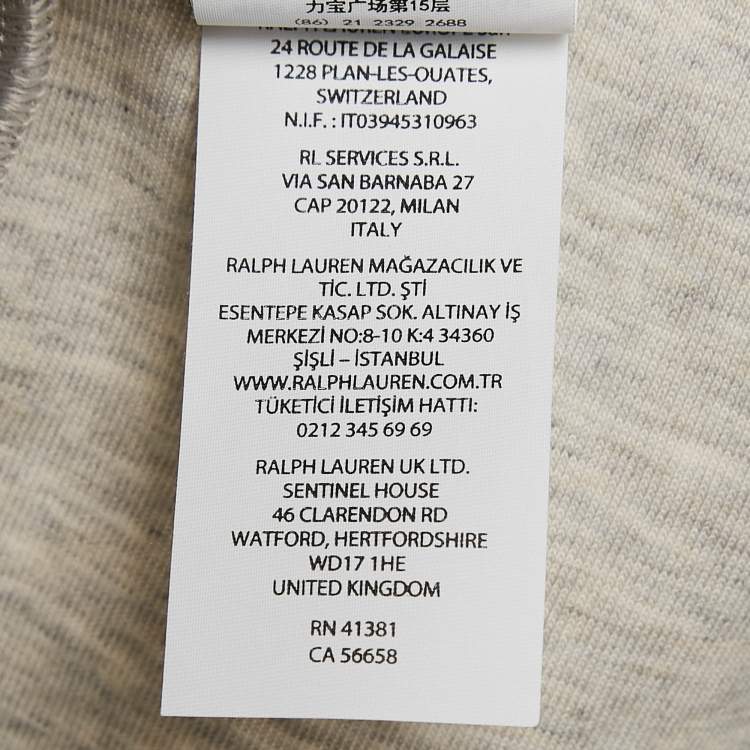 力宝广场第15层
(86) 21 2329 2688
24 ROUTE DE LA GALAISE
1228 PLAN-LES-OUATES,
SWITZERLAND
N.I.F. : IT03945310963
RL SERVICES S.R.L.
VIA SAN BARNABA 27
CAP 20122, MILAN
ITALY
RALPH LAUREN MAĞAZACILIK VE
TİC. LTD. ŞTİ
ESENTEPE KASAP SOK. ALTINAY İŞ
MERKEZİ NO:8-10 K:4 34360
ŞİŞLİ – İSTANBUL
WWW.RALPHLAUREN.COM.TR
TÜKETİCİ İLETİŞİM HATTI:
0212 345 69 69
RALPH LAUREN UK LTD.
SENTINEL HOUSE
46 CLARENDON RD
WATFORD, HERTFORDSHIRE
WD17 1HE
UNITED KINGDOM
RN 41381
CA 56658